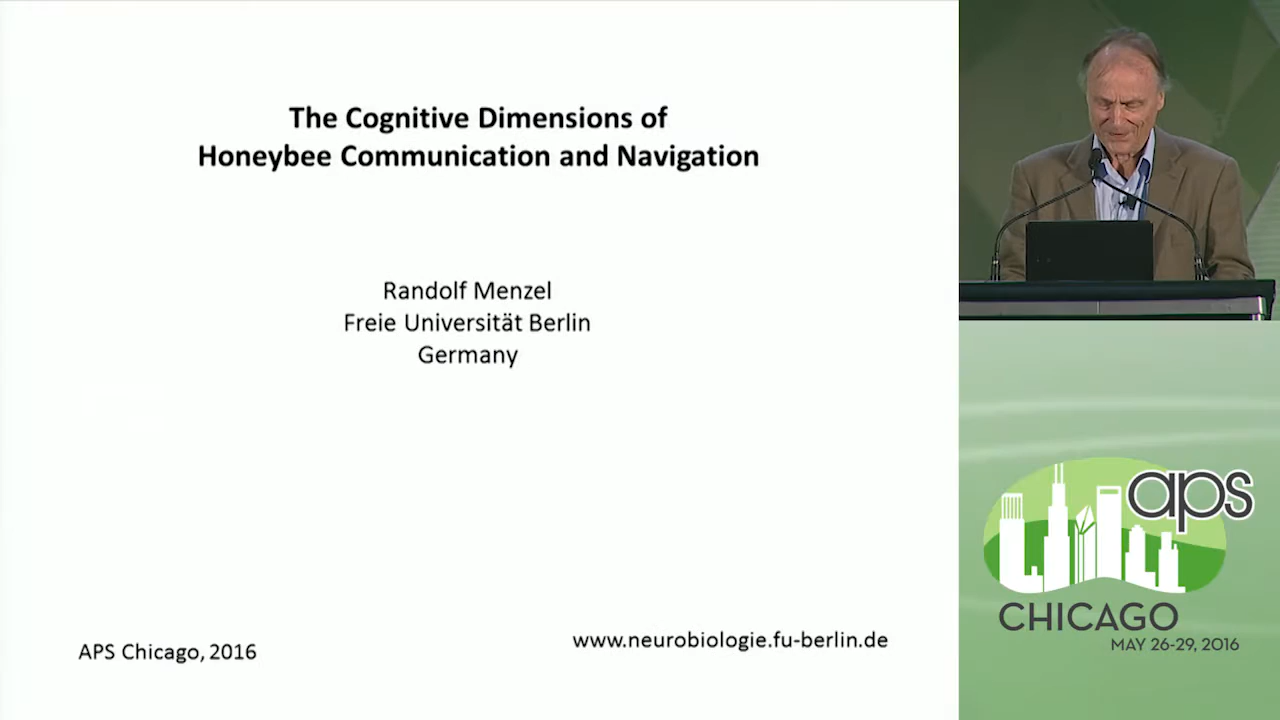 The Cognitive Dimensions of
Honeybee Communication and Navigation
Randolf Menzel
Freie Universität Berlin
Germany
APS Chicago, 2016
www.neurobiologie.fu-berlin.de
aps
CHICAGO
MAY 26-29, 2016